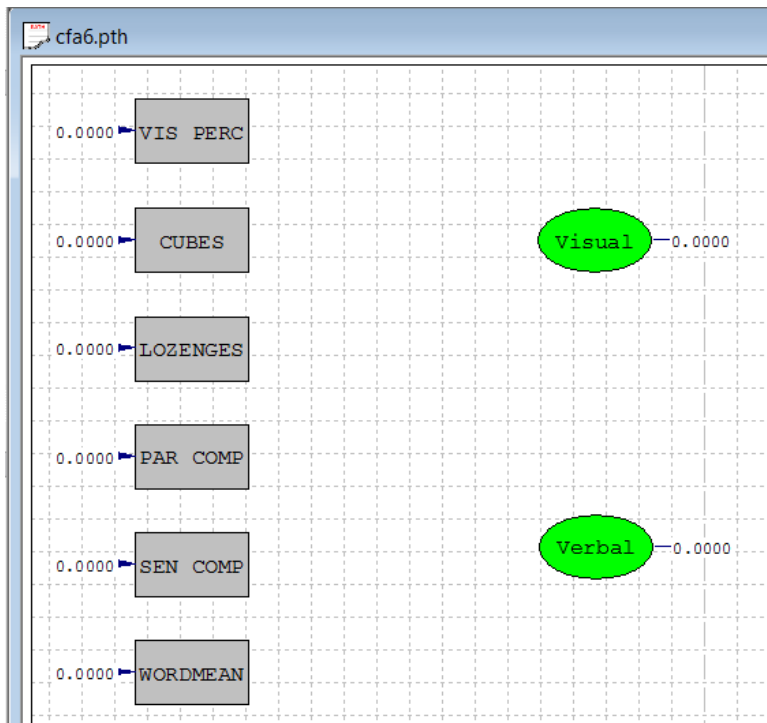 cfa6.pth
0.0000 VIS PERC
0.0000 CUBES
Visual 0.0000
0.0000 LOZENGES
0.0000 PAR COMP
Verbal 0.0000
0.0000 SEN COMP
0.0000 WORDMEAN